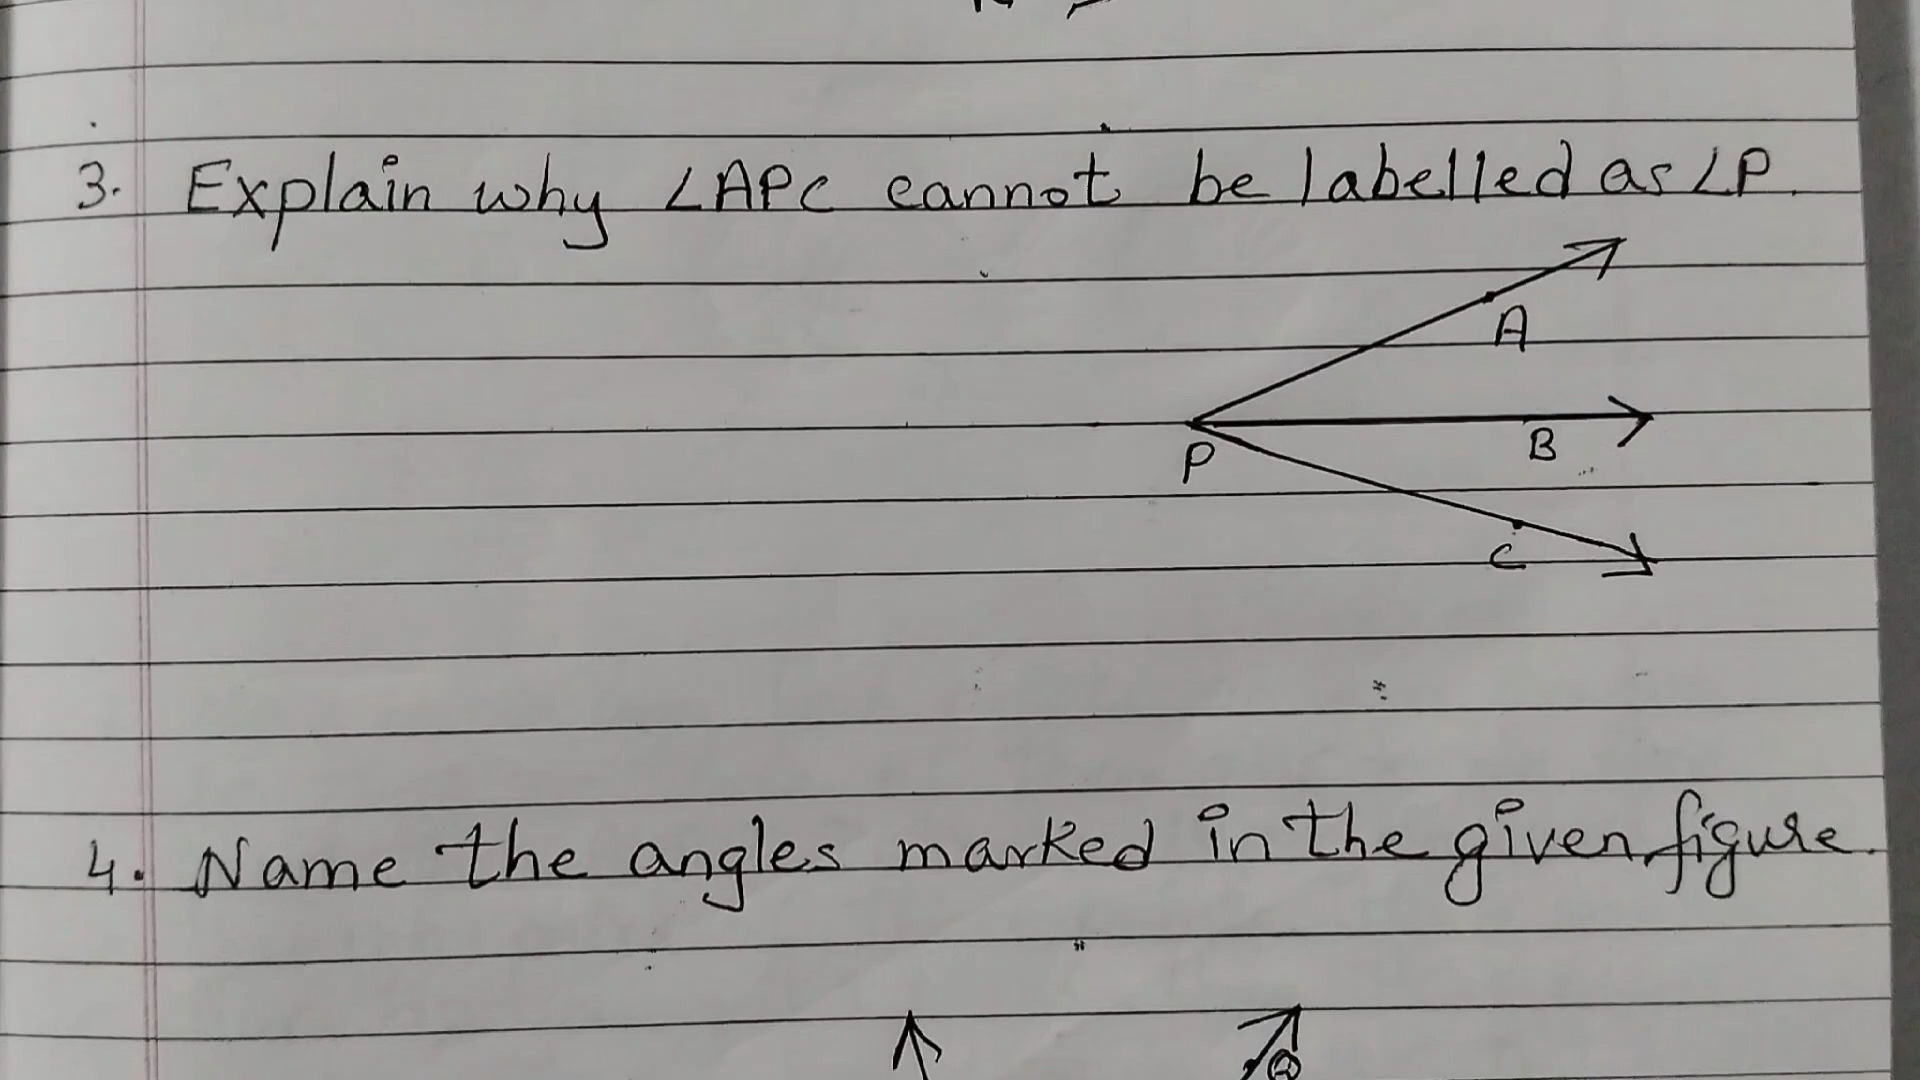 3. Explain why ∠APC cannot be labelled as ∠P.
A
B
P
C
4. Name the angles marked in the given figure.
Q